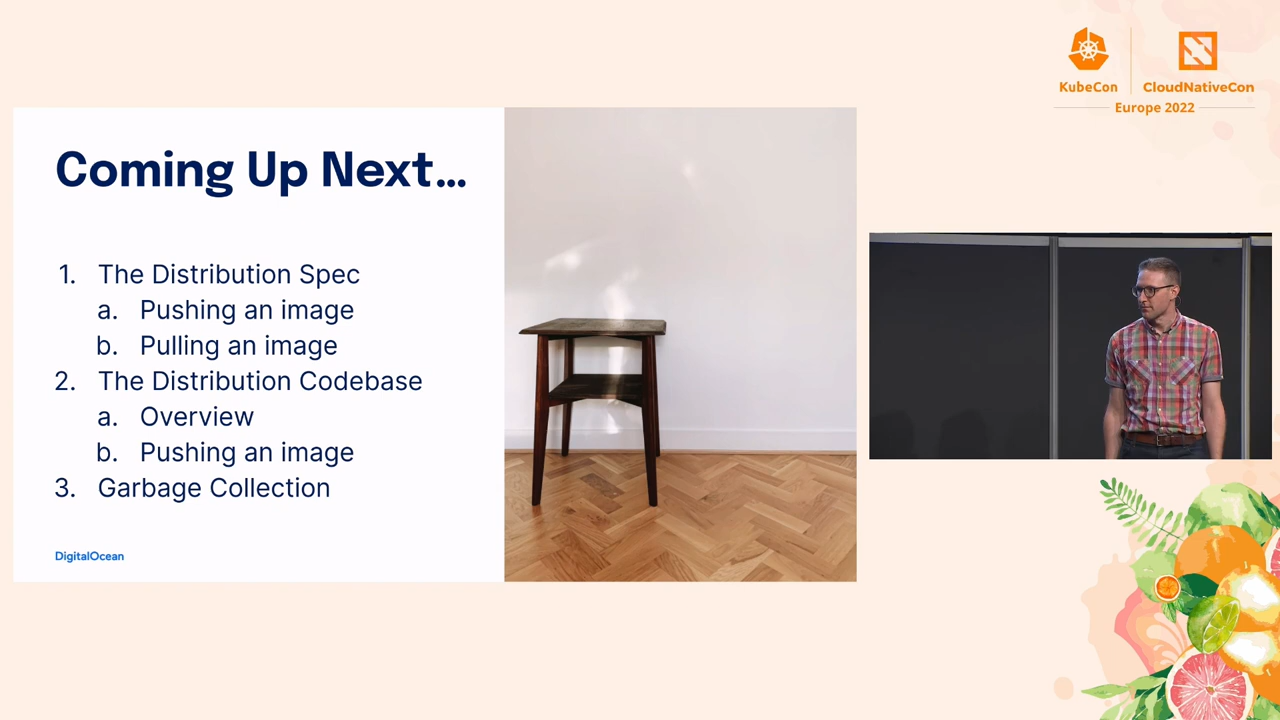 KubeCon
CloudNativeCon
Europe 2022
Coming Up Next...
1. The Distribution Spec
a. Pushing an image
b. Pulling an image
2. The Distribution Codebase
a. Overview
b. Pushing an image
3. Garbage Collection
DigitalOcean